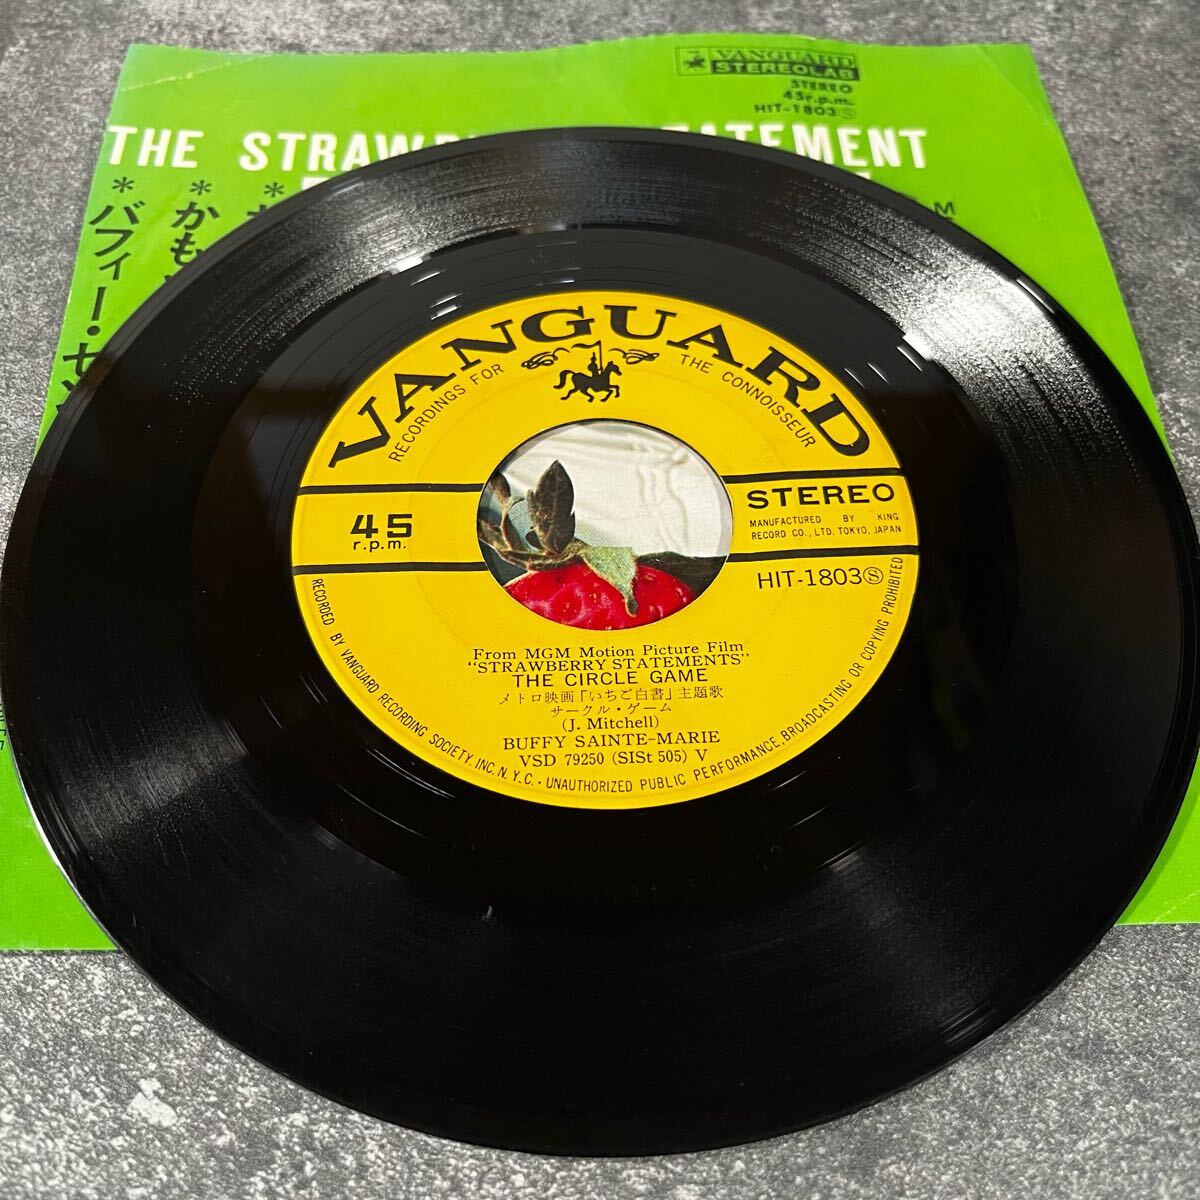 VANGUARD
STEREOLAB
STEREO
45r.p.m.
HIT-1803Ⓢ
THE
＊バフィー・セ
VANGUARD
RECORDINGS FOR THE CONNOISSEUR
45
r.p.m.
STEREO
MANUFACTURED BY KING
RECORD CO., LTD. TOKYO, JAPAN
HIT-1803Ⓢ
From MGM Motion Picture Film
"STRAWBERRY STATEMENTS"
THE CIRCLE GAME
メトロ映画「いちご白書」主題歌
サークル・ゲーム
(J. Mitchell)
BUFFY SAINTE-MARIE
VSD 79250 (SISt 505) V
RECORDED BY VANGUARD RECORDING SOCIETY, INC. N.Y.C. · UNAUTHORIZED PUBLIC PERFORMANCE, BROADCASTING OR COPYING PROHIBITED